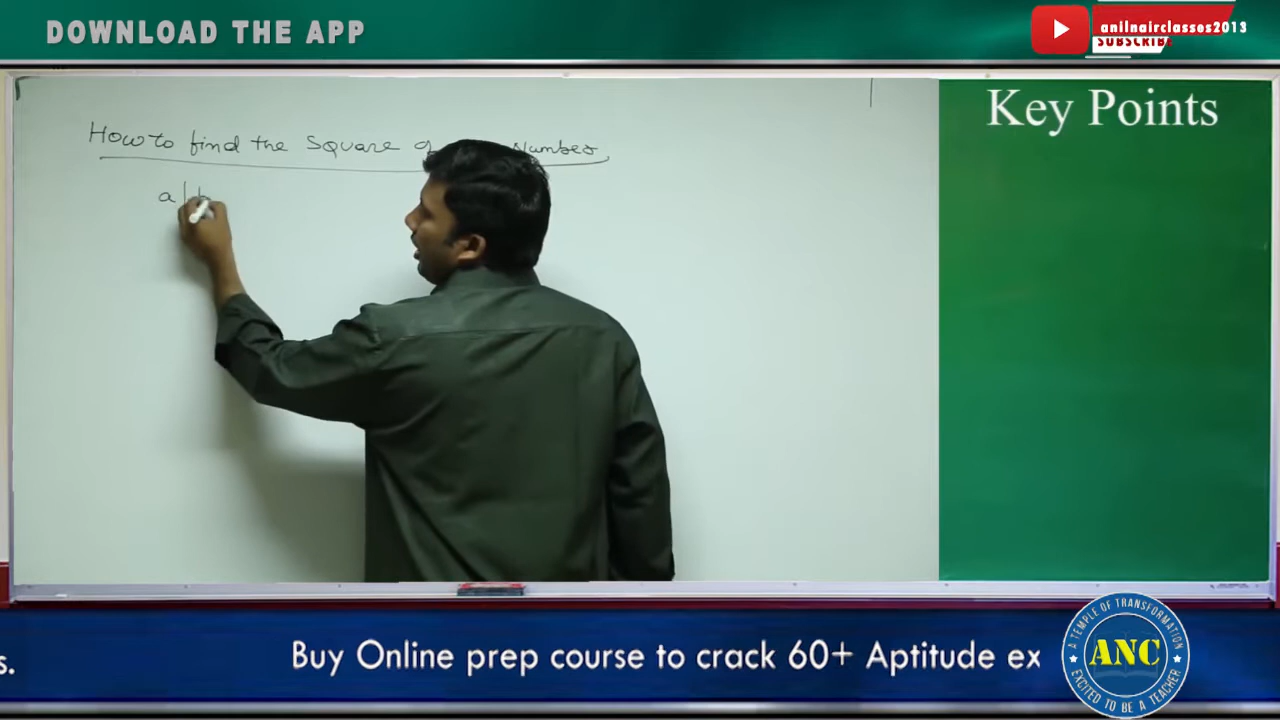 DOWNLOAD THE APP
anilnairclasses2013
SUBSCRIBE
Key Points
How to find the Square of Number
a | b
s.
Buy Online prep course to crack 60+ Aptitude ex
A TEMPLE OF TRANSFORMATION
ANC
EXCITED TO BE A TEACHER